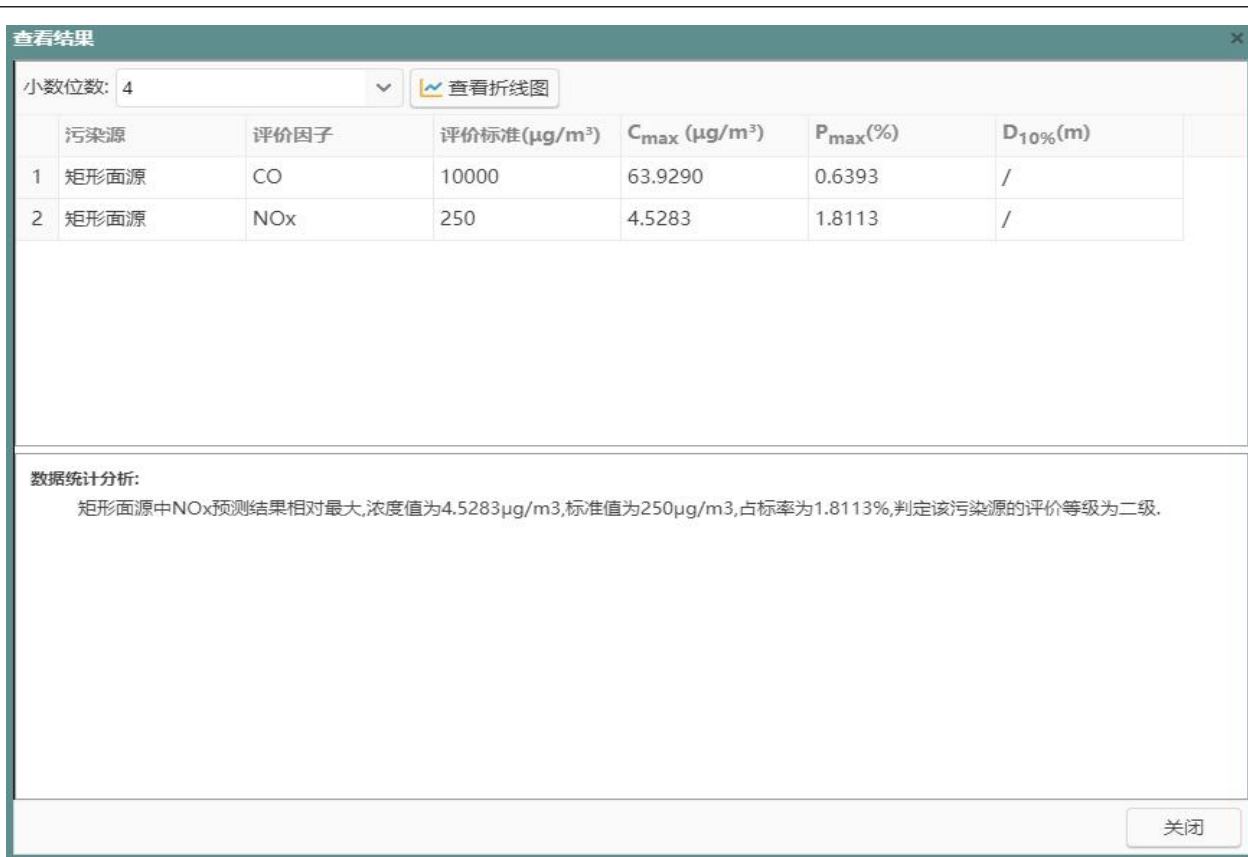 查看结果 ×
小数位数: 4 查看折线图
污染源 评价因子 评价标准(μg/m³) Cmax (μg/m³) Pmax(%) D10%(m)
1 矩形面源 CO 10000 63.9290 0.6393 /
2 矩形面源 NOx 250 4.5283 1.8113 /
数据统计分析:
矩形面源中NOx预测结果相对最大,浓度值为4.5283μg/m3,标准值为250μg/m3,占标率为1.8113%,判定该污染源的评价等级为二级.
关闭